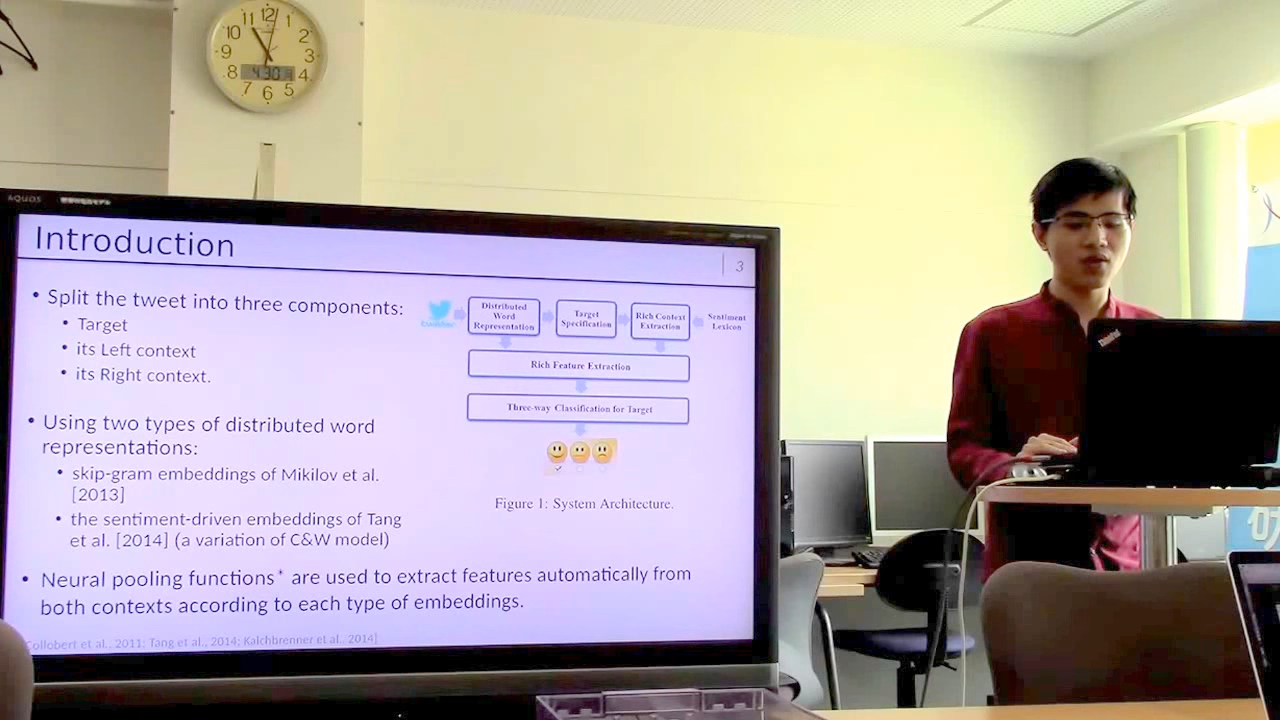 11 12 1
10 2
9 3
8 4
7 6 5
4.30
AQUOS
Introduction
3
• Split the tweet into three components:
• Target
• its Left context
• its Right context.
• Using two types of distributed word
representations:
• skip-gram embeddings of Mikilov et al.
[2013]
• the sentiment-driven embeddings of Tang
et al. [2014] (a variation of C&W model)
• Neural pooling functions* are used to extract features automatically from
both contexts according to each type of embeddings.
Collobert et al., 2011; Tang et al., 2014; Kalchbrenner et al., 2014]
twitter
Distributed
Word
Representation
Target
Specification
Rich Context
Extraction
Sentiment
Lexicon
Rich Feature Extraction
Three-way Classification for Target
Figure 1: System Architecture.
ThinkPad